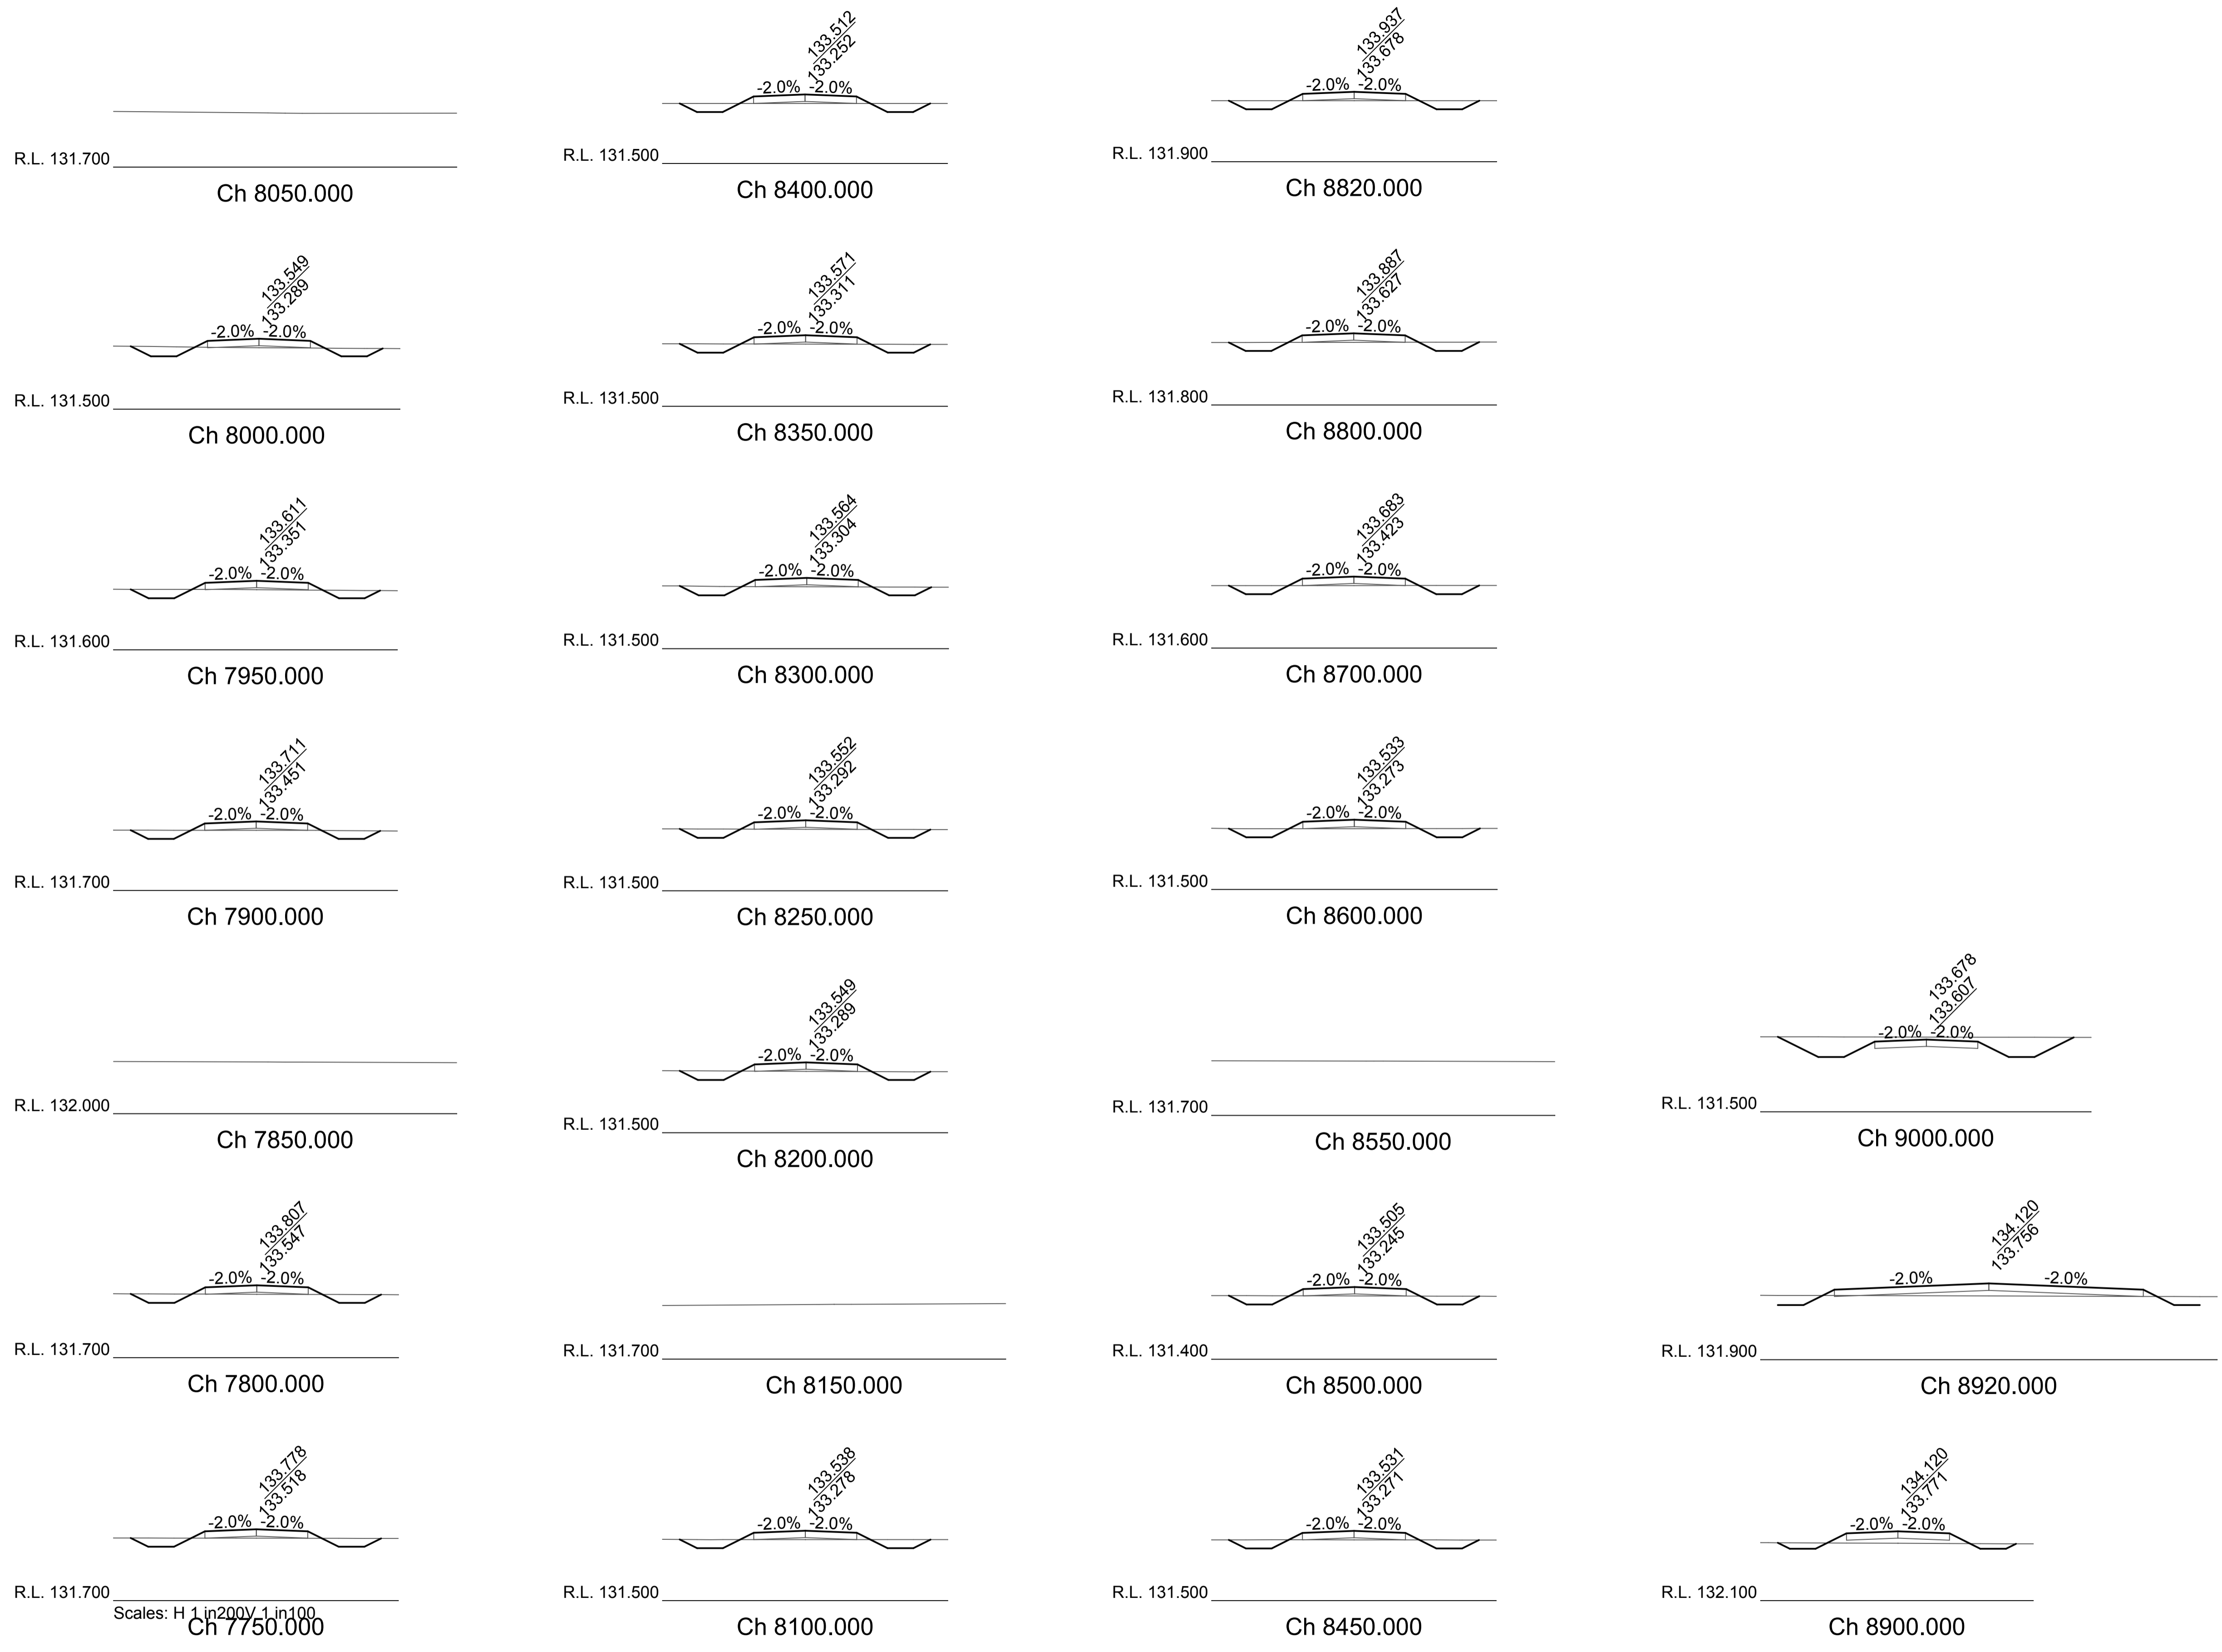 133.512
133.252
-2.0% -2.0%
R.L. 131.500
Ch 8400.000
133.937
133.678
-2.0% -2.0%
R.L. 131.900
Ch 8820.000
R.L. 131.700
Ch 8050.000
133.549
133.289
-2.0% -2.0%
R.L. 131.500
Ch 8000.000
133.571
133.311
-2.0% -2.0%
R.L. 131.500
Ch 8350.000
133.887
133.627
-2.0% -2.0%
R.L. 131.800
Ch 8800.000
133.611
133.351
-2.0% -2.0%
R.L. 131.600
Ch 7950.000
133.564
133.304
-2.0% -2.0%
R.L. 131.500
Ch 8300.000
133.683
133.423
-2.0% -2.0%
R.L. 131.600
Ch 8700.000
133.711
133.451
-2.0% -2.0%
R.L. 131.700
Ch 7900.000
133.552
133.292
-2.0% -2.0%
R.L. 131.500
Ch 8250.000
133.533
133.273
-2.0% -2.0%
R.L. 131.500
Ch 8600.000
R.L. 132.000
Ch 7850.000
133.549
133.289
-2.0% -2.0%
R.L. 131.500
Ch 8200.000
R.L. 131.700
Ch 8550.000
133.678
133.607
-2.0% -2.0%
R.L. 131.500
Ch 9000.000
133.807
133.547
-2.0% -2.0%
R.L. 131.700
Ch 7800.000
R.L. 131.700
Ch 8150.000
133.505
133.245
-2.0% -2.0%
R.L. 131.400
Ch 8500.000
134.120
133.756
-2.0% -2.0%
R.L. 131.900
Ch 8920.000
133.778
133.518
-2.0% -2.0%
R.L. 131.700
Scales: H 1 in200V 1 in100
Ch 7750.000
133.538
133.278
-2.0% -2.0%
R.L. 131.500
Ch 8100.000
133.531
133.271
-2.0% -2.0%
R.L. 131.500
Ch 8450.000
134.120
133.771
-2.0% -2.0%
R.L. 132.100
Ch 8900.000